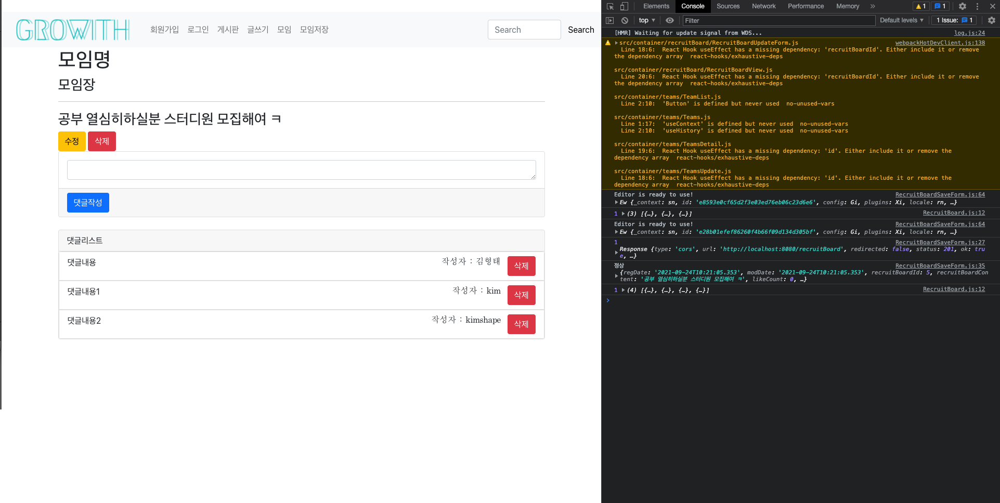 GROWITH 회원가입 로그인 게시판 글쓰기 모임 모임저장 Search Search
모임명
모임장
공부 열심히하실분 스터디원 모집해여 ㅋ
수정 삭제
댓글작성
댓글리스트
댓글내용 작성자 : 김형태 삭제
댓글내용1 작성자 : kim 삭제
댓글내용2 작성자 : kimshape 삭제
Elements Console Sources Network Performance Memory » 1 1
top Filter Default levels 1 Issue: 1
[HMR] Waiting for update signal from WDS... log.js:24
src/container/recruitBoard/RecruitBoardUpdateForm.js webpackHotDevClient.js:138
Line 18:6: React Hook useEffect has a missing dependency: 'recruitBoardId'. Either include it or remove
the dependency array react-hooks/exhaustive-deps
src/container/recruitBoard/RecruitBoardView.js
Line 20:6: React Hook useEffect has a missing dependency: 'recruitBoardId'. Either include it or remove
the dependency array react-hooks/exhaustive-deps
src/container/teams/TeamList.js
Line 2:10: 'Button' is defined but never used no-unused-vars
src/container/teams/Teams.js
Line 1:17: 'useContext' is defined but never used no-unused-vars
Line 2:10: 'useHistory' is defined but never used no-unused-vars
src/container/teams/TeamsDetail.js
Line 19:6: React Hook useEffect has a missing dependency: 'id'. Either include it or remove the
dependency array react-hooks/exhaustive-deps
src/container/teams/TeamsUpdate.js
Line 18:6: React Hook useEffect has a missing dependency: 'id'. Either include it or remove the
dependency array react-hooks/exhaustive-deps
Editor is ready to use! RecruitBoardSaveForm.js:64
Ew {_context: sn, id: 'e8593e0cf65d2f3e03ed76eb06c23d6e6', config: Gi, plugins: Xi, locale: rn, …}
1 (3) [{…}, {…}, {…}] RecruitBoard.js:12
Editor is ready to use! RecruitBoardSaveForm.js:64
Ew {_context: sn, id: 'e28b01efef86260f4b66f09d134d305bf', config: Gi, plugins: Xi, locale: rn, …}
1 RecruitBoardSaveForm.js:27
Response {type: 'cors', url: 'http://localhost:8080/recruitBoard', redirected: false, status: 201, ok: tru
e, …}
정상 RecruitBoardSaveForm.js:35
{regDate: '2021-09-24T10:21:05.353', modDate: '2021-09-24T10:21:05.353', recruitBoardId: 5, recruitBoardCon
tent: '공부 열심히하실분 스터디원 모집해여 ㅋ', likeCount: 0, …}
1 (4) [{…}, {…}, {…}, {…}] RecruitBoard.js:12